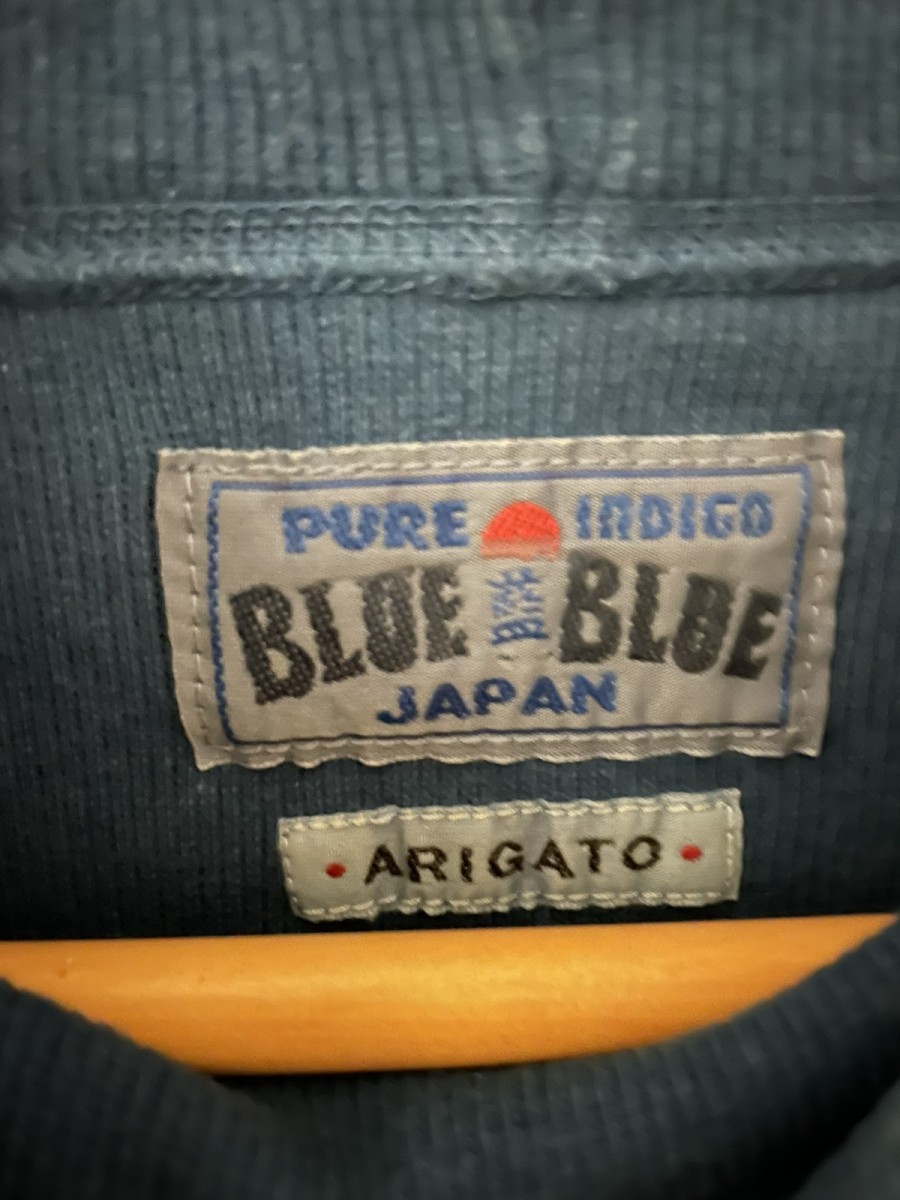 PURE INDIGO
BLUE BLUE
JAPAN
• ARIGATO •